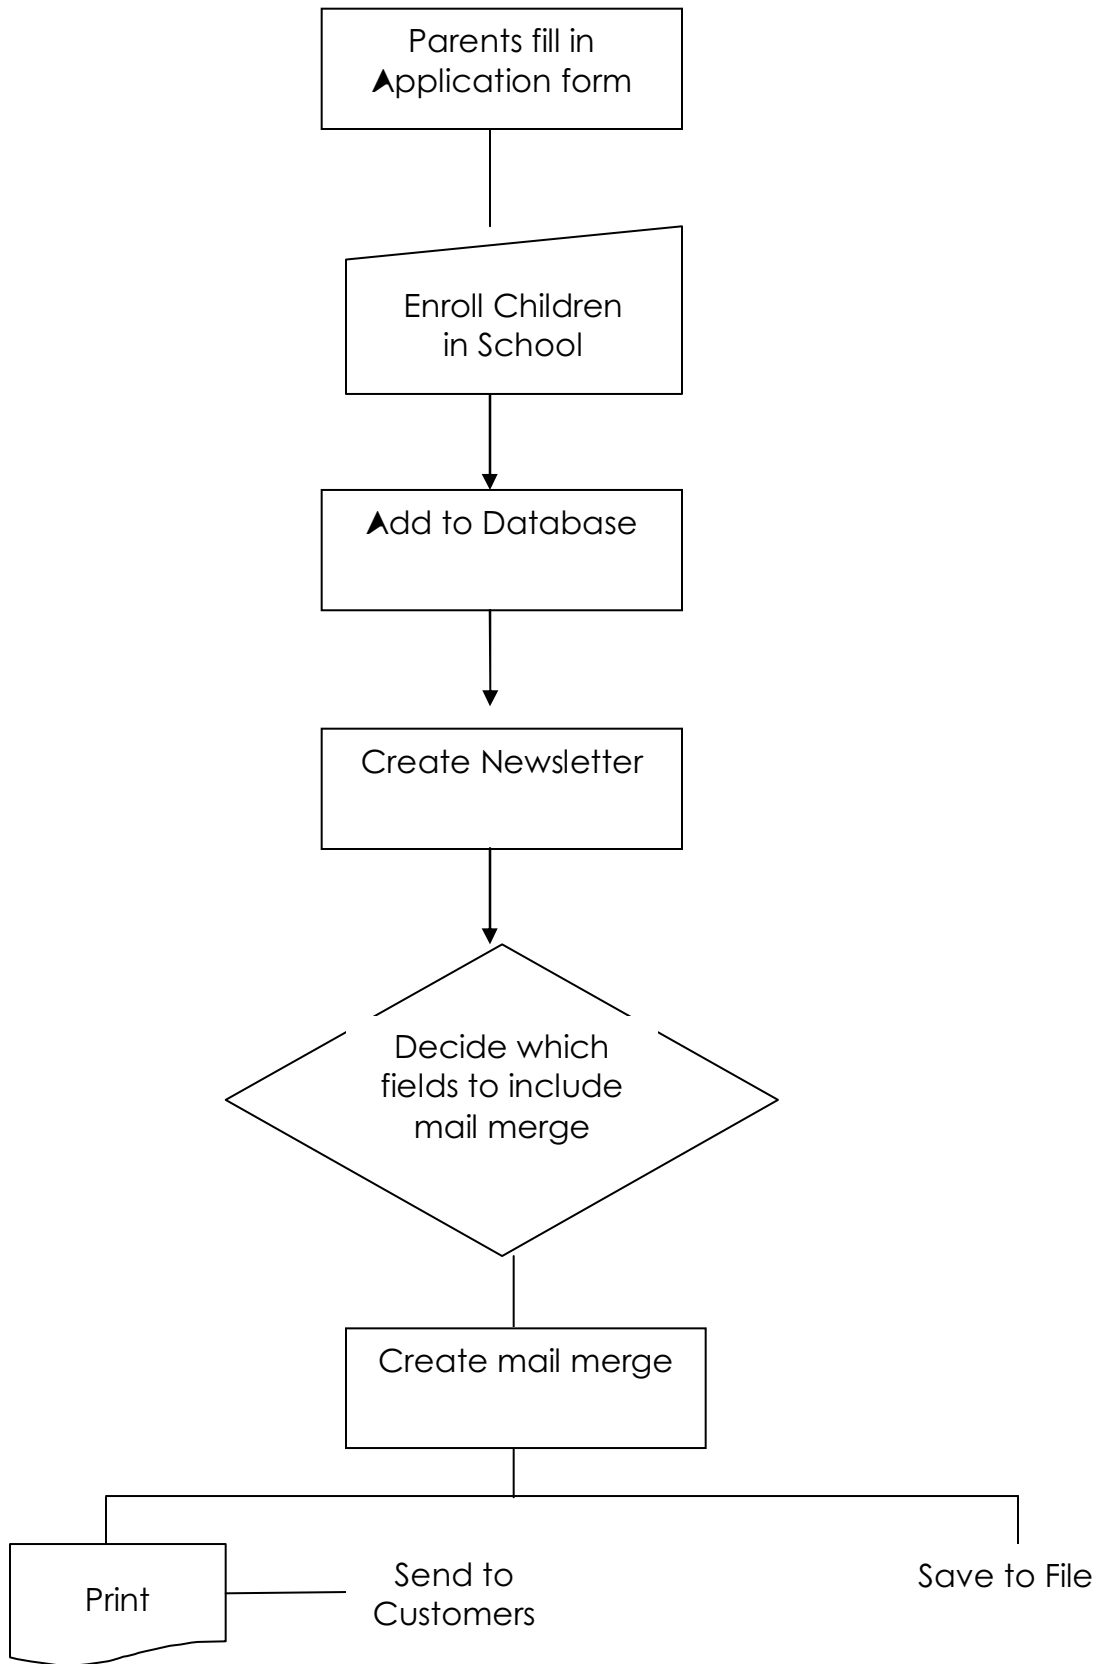 Parents fill in
Application form
Enroll Children
in School
Add to Database
Create Newsletter
Decide which
fields to include
mail merge
Create mail merge
Print
Send to
Customers
Save to File